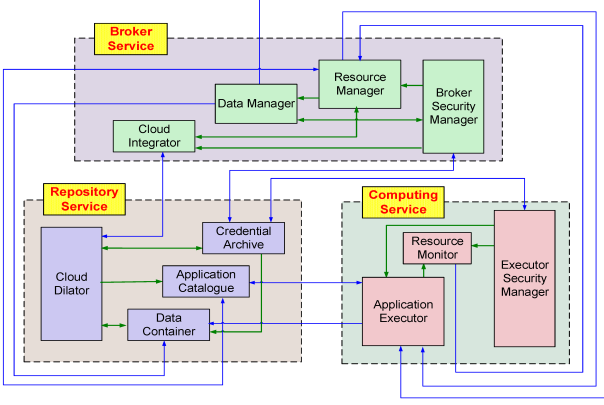 Broker
Service
Resource
Manager
Data Manager
Broker
Security
Manager
Cloud
Integrator
Repository
Service
Computing
Service
Credential
Archive
Cloud
Dilator
Application
Catalogue
Data
Container
Resource
Monitor
Executor
Security
Manager
Application
Executor